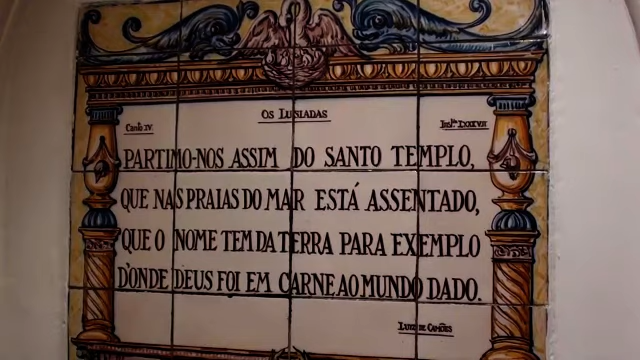 OS LUSIADAS
Canto IV
PARTIMO-NOS ASSIM DO SANTO TEMPLO,
QUE NAS PRAIAS DO MAR ESTÁ ASSENTADO,
QUE O NOME TEM DA TERRA PARA EXEMPLO
D'ONDE DEUS FOI EM CARNE AO MUNDO DADO.
LUIZ DE CAMÕES